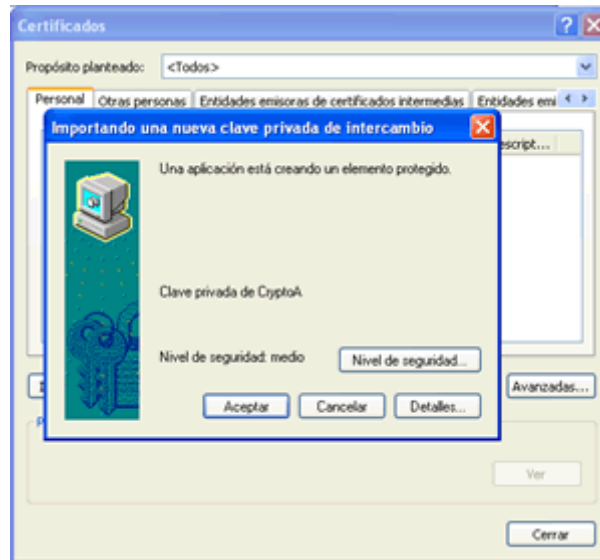 Certificados
Propósito planteado: <Todos>
Personal Otras personas Entidades emisoras de certificados intermedias Entidades emi
Importando una nueva clave privada de intercambio
escript...
Una aplicación está creando un elemento protegido.
Clave privada de CryptoA
Nivel de seguridad: medio Nivel de seguridad...
Avanzadas...
Aceptar Cancelar Detalles...
Ver
Cerrar